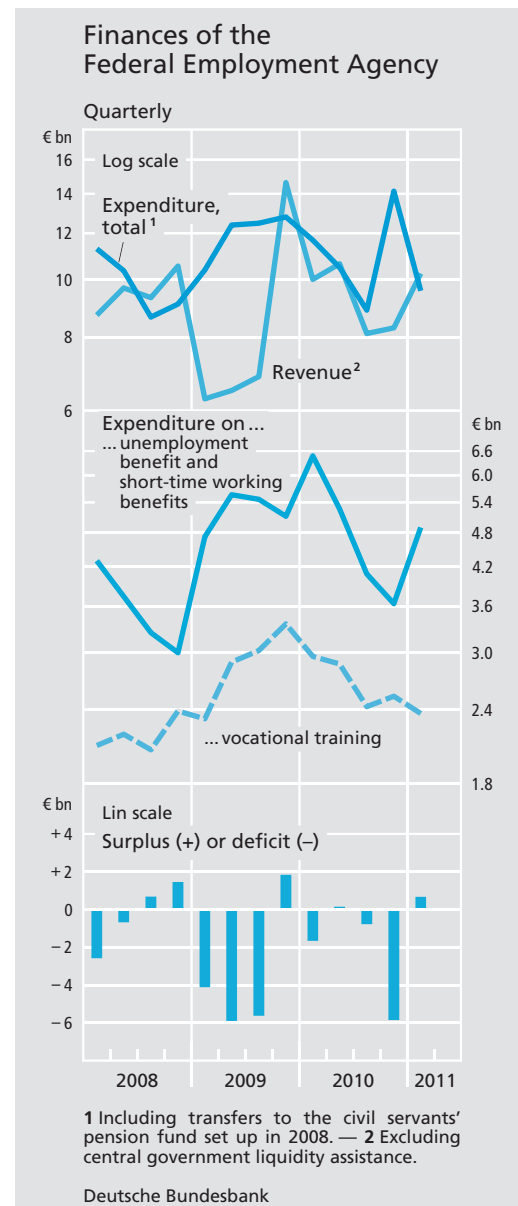 Finances of the
Federal Employment Agency
Quarterly
€ bn
16
Log scale
14
Expenditure,
total 1
12
10
8
Revenue 2
6
Expenditure on ...
... unemployment
benefit and
short-time working
benefits
€ bn
6.6
6.0
5.4
4.8
4.2
3.6
3.0
2.4
... vocational training
1.8
€ bn
Lin scale
+ 4
Surplus (+) or deficit (–)
+ 2
0
− 2
− 4
− 6
2008 2009 2010 2011
1 Including transfers to the civil servants’
pension fund set up in 2008. — 2 Excluding
central government liquidity assistance.
Deutsche Bundesbank